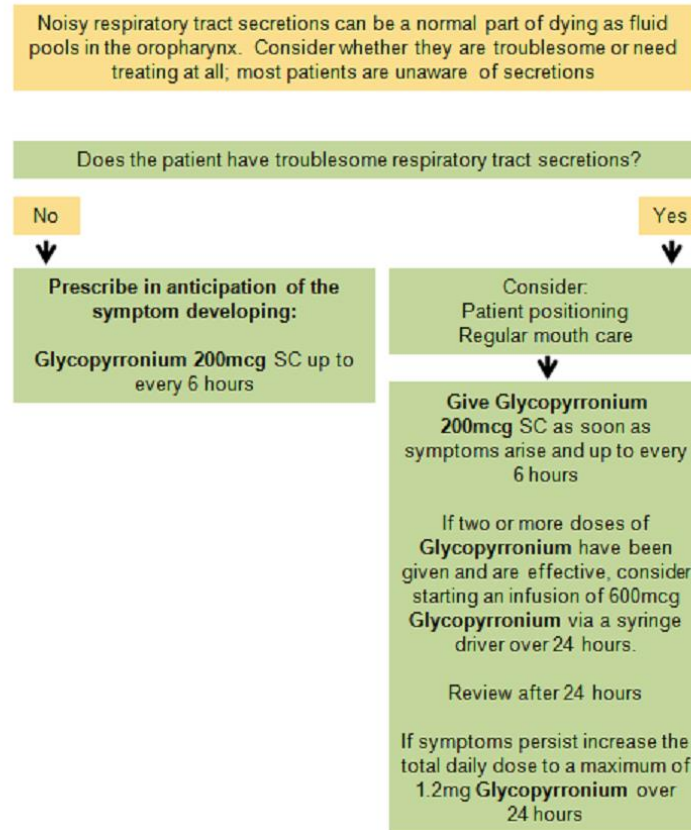 Noisy respiratory tract secretions can be a normal part of dying as fluid
pools in the oropharynx. Consider whether they are troublesome or need
treating at all; most patients are unaware of secretions
Does the patient have troublesome respiratory tract secretions?
No
Yes
Prescribe in anticipation of the
symptom developing:
Glycopyrronium 200mcg SC up to
every 6 hours
Consider:
Patient positioning
Regular mouth care
Give Glycopyrronium
200mcg SC as soon as
symptoms arise and up to every
6 hours
If two or more doses of
Glycopyrronium have been
given and are effective, consider
starting an infusion of 600mcg
Glycopyrronium via a syringe
driver over 24 hours.
Review after 24 hours
If symptoms persist increase the
total daily dose to a maximum of
1.2mg Glycopyrronium over
24 hours